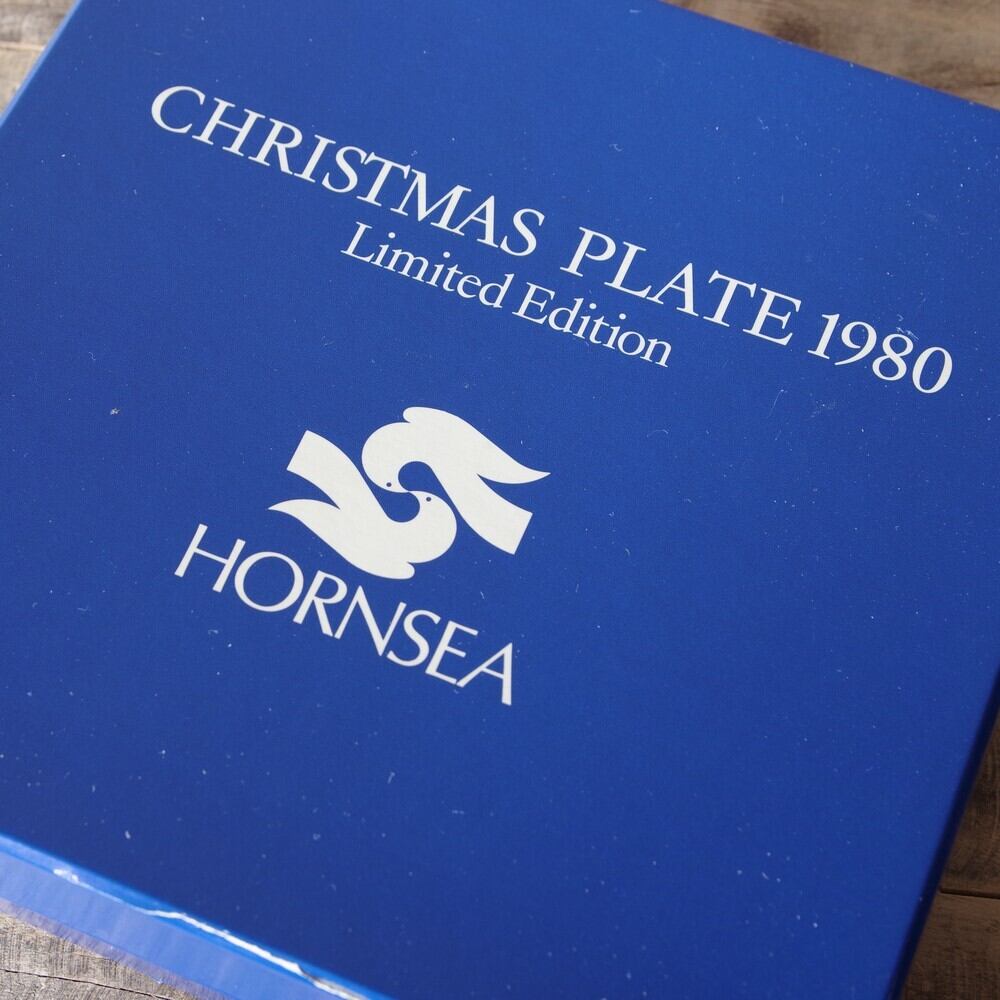 CHRISTMAS PLATE 1980
Limited Edition
HORNSEA